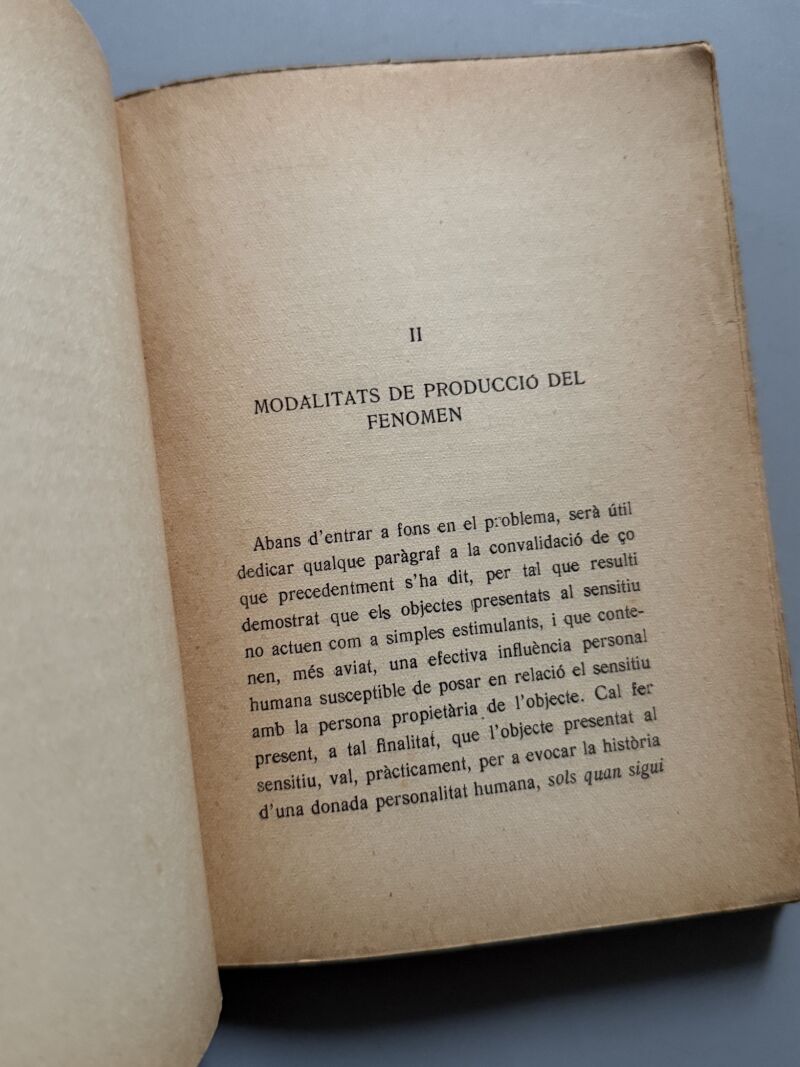 II
MODALITATS DE PRODUCCIÓ DEL
FENOMEN
Abans d'entrar a fons en el problema, serà útil
dedicar qualque paràgraf a la convalidació de ço
que precedentment s'ha dit, per tal que resulti
demostrat que els objectes presentats al sensitiu
no actuen com a simples estimulants, i que conte-
nen, més aviat, una efectiva influència personal
humana susceptible de posar en relació el sensitiu
amb la persona propietària de l'objecte. Cal fer
present, a tal finalitat, que l'objecte presentat al
sensitiu, val, pràcticament, per a evocar la història
d'una donada personalitat humana, sols quan sigui